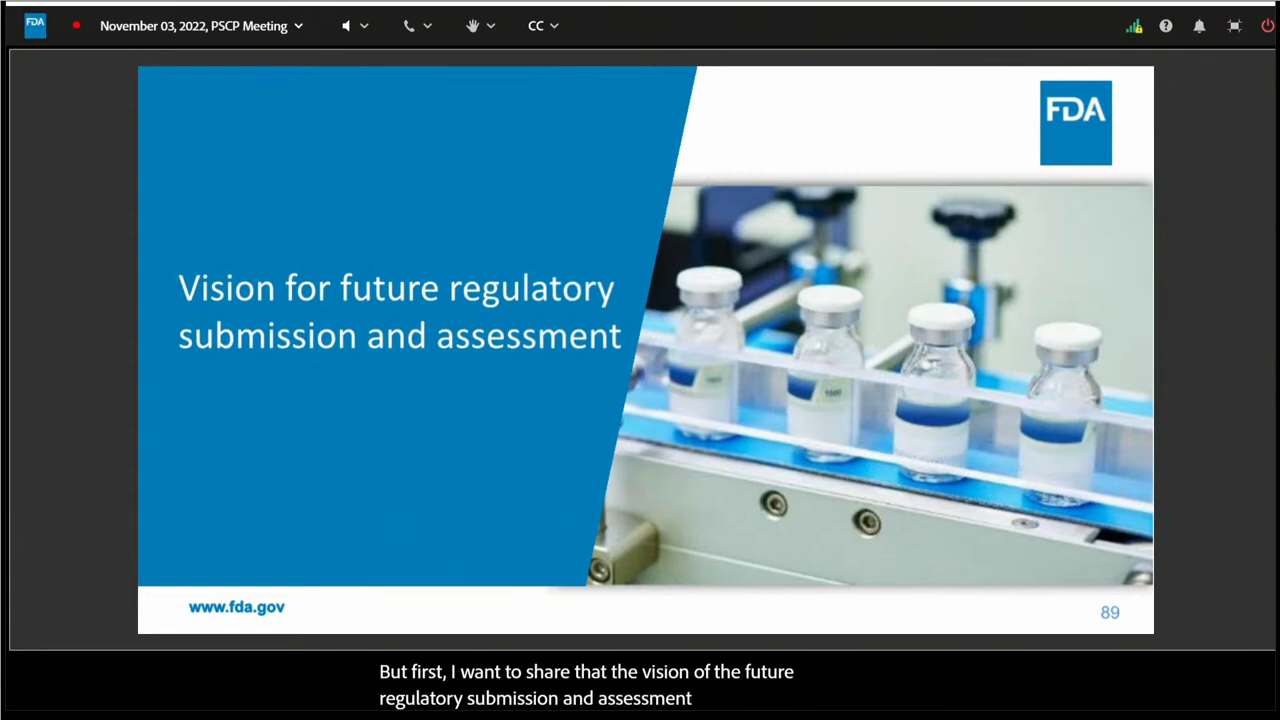 FDA
November 03, 2022, PSCP Meeting
CC
FDA
Vision for future regulatory
submission and assessment
www.fda.gov
89
But first, I want to share that the vision of the future
regulatory submission and assessment